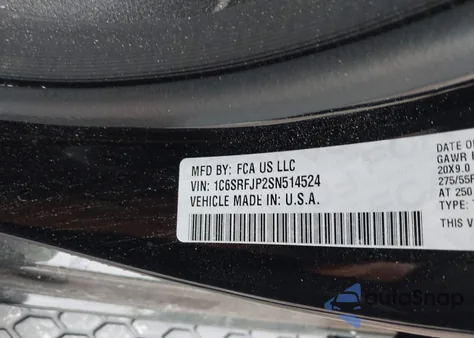 MFD BY: FCA US LLC
VIN: 1C6SRFJP2SN514524
VEHICLE MADE IN: U.S.A.
DATE OF
GAWR
20X9.0
275/55R
AT 250
TYPE:
THIS V
autoSnap